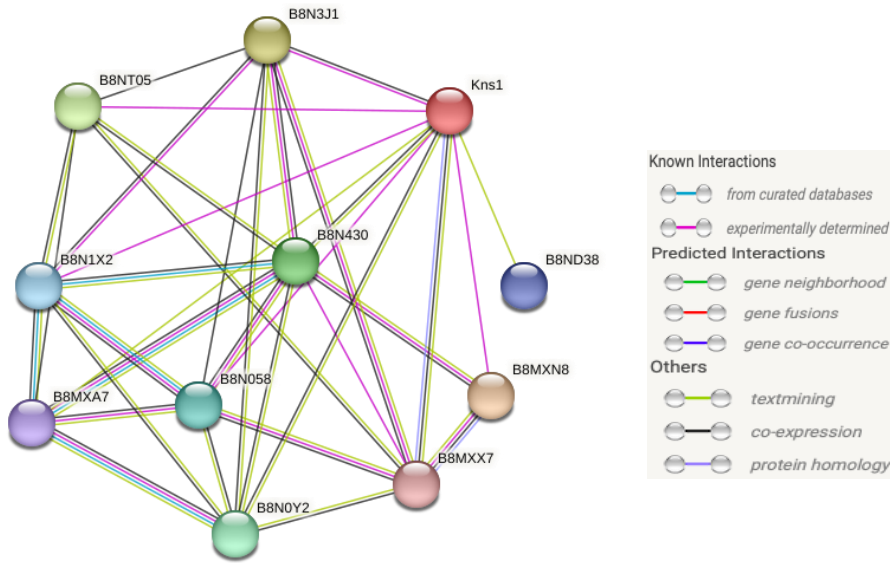 B8N3J1
B8NT05
Kns1
B8N430
B8N1X2
B8ND38
B8N058
B8MXN8
B8MXA7
B8MXX7
B8N0Y2
Known Interactions
from curated databases
experimentally determined
Predicted Interactions
gene neighborhood
gene fusions
gene co-occurrence
Others
textmining
co-expression
protein homology